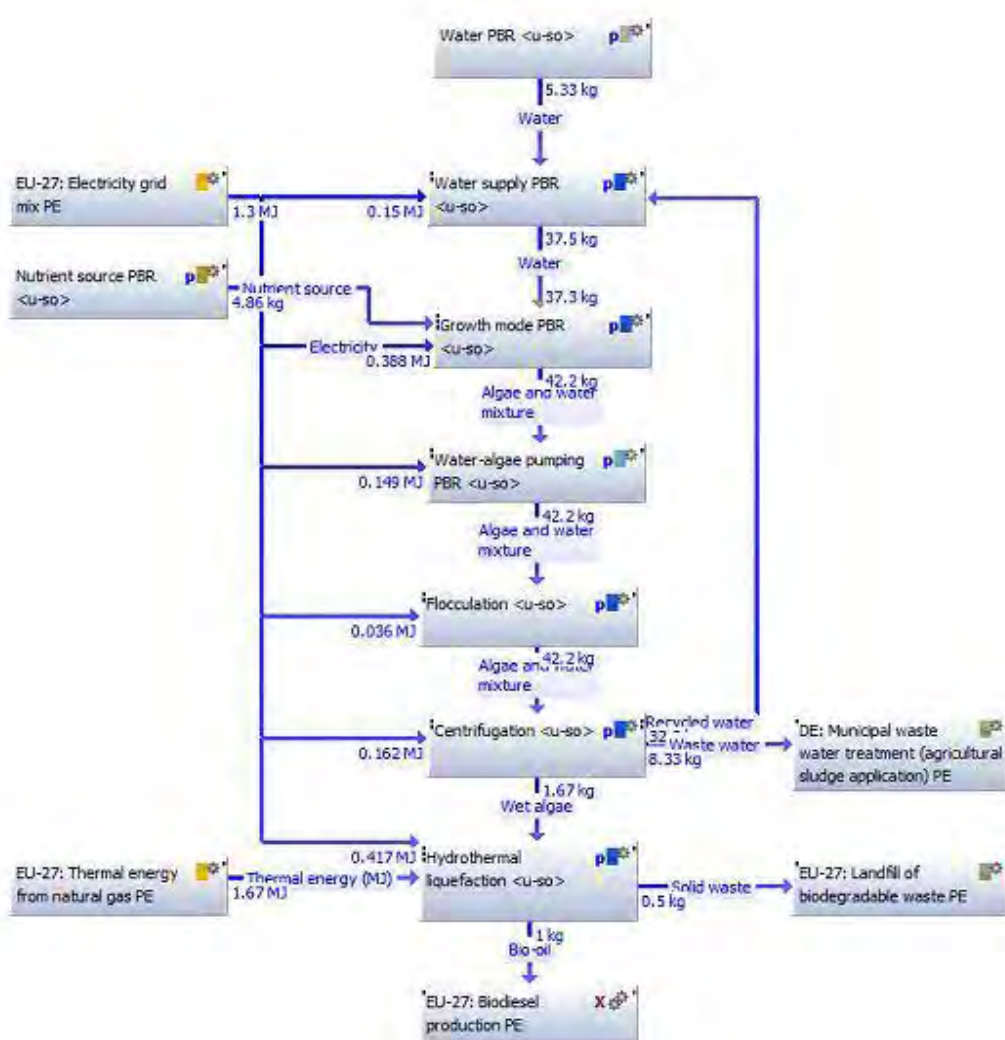 Water PBR <u-so> p
5.33 kg
Water
EU-27: Electricity grid
mix PE
1.3 MJ
0.15 MJ
Water supply PBR p
<u-so>
37.5 kg
Water
37.3 kg
Nutrient source PBR p
<u-so>
Nutrient source
4.86 kg
Growth mode PBR p
<u-so>
Electricity
0.388 MJ
42.2 kg
Algae and water
mixture
Water-algae pumping p
PBR <u-so>
0.149 MJ
42.2 kg
Algae and water
mixture
Flocculation <u-so> p
0.036 MJ
42.2 kg
Algae and water
mixture
Centrifugation <u-so> p
0.162 MJ
Recycled water
32
Waste water
8.33 kg
DE: Municipal waste
water treatment (agricultural
sludge application) PE
1.67 kg
Wet algae
0.417 MJ
Hydrothermal p
liquefaction <u-so>
EU-27: Thermal energy
from natural gas PE
Thermal energy (MJ)
1.67 MJ
Solid waste
0.5 kg
EU-27: Landfill of
biodegradable waste PE
1 kg
Bio-oil
EU-27: Biodiesel X
production PE